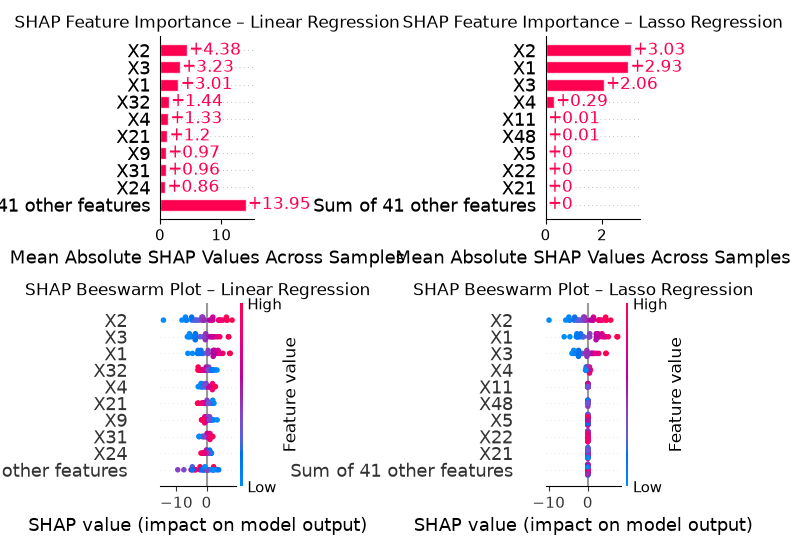 SHAP Feature Importance – Linear Regression
X2 +4.38
X3 +3.23
X1 +3.01
X32 +1.44
X4 +1.33
X21 +1.2
X9 +0.97
X31 +0.96
X24 +0.86
41 other features +13.95
0 10
Mean Absolute SHAP Values Across Samples
SHAP Feature Importance – Lasso Regression
X2 +3.03
X1 +2.93
X3 +2.06
X4 +0.29
X11 +0.01
X48 +0.01
X5 +0
X22 +0
X24 +0
X21 +0
Sum of 41 other features +0
0 2
Mean Absolute SHAP Values Across Samples
SHAP Beeswarm Plot – Linear Regression
High
X2
X3
X1
X32
X4
X21
X9
X31
X24
other features
Feature value
Low
−10 0
SHAP value (impact on model output)
SHAP Beeswarm Plot – Lasso Regression
High
X2
X1
X3
X4
X11
X48
X5
X22
X21
Sum of 41 other features
Feature value
Low
−10 0
SHAP value (impact on model output)